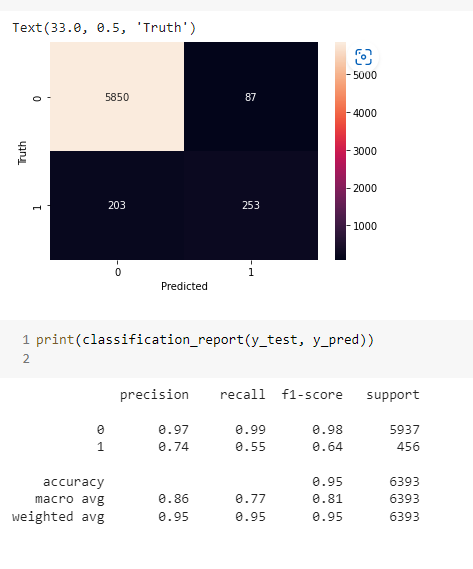 Text(33.0, 0.5, 'Truth')
5850 87
203 253
0
1
Truth
0 1
Predicted
5000
4000
3000
2000
1000
1 print(classification_report(y_test, y_pred))
2
precision recall f1-score support
0 0.97 0.99 0.98 5937
1 0.74 0.55 0.64 456
accuracy 0.95 6393
macro avg 0.86 0.77 0.81 6393
weighted avg 0.95 0.95 0.95 6393